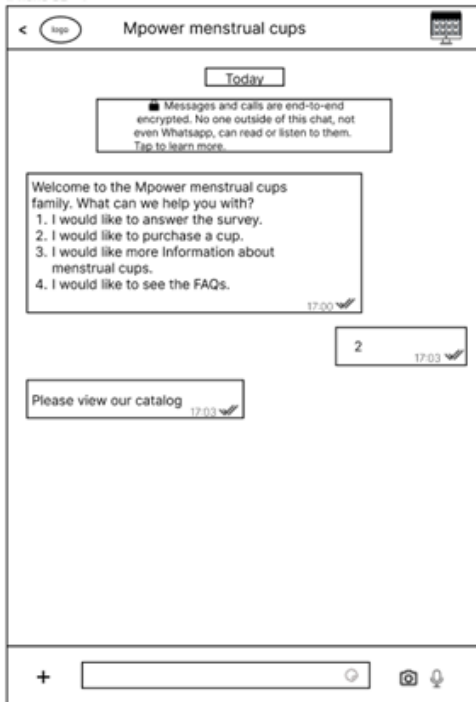 <
logo
Mpower menstrual cups
Today
Messages and calls are end-to-end
encrypted. No one outside of this chat, not
even Whatsapp, can read or listen to them.
Tap to learn more.
Welcome to the Mpower menstrual cups
family. What can we help you with?
1. I would like to answer the survey.
2. I would like to purchase a cup.
3. I would like more Information about
menstrual cups.
4. I would like to see the FAQs.
17:00
2
17:03
Please view our catalog
17:03
+